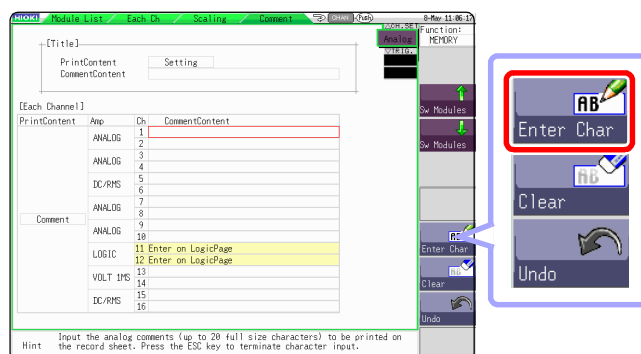 HIOKI Module List / Each Ch / Scaling / Comment CHAN (Push) 8-May 11:06:17
△CH.SET Function:
Analog MEMORY
▽TRIG.
[Title]
PrintContent Setting
CommentContent
[Each Channel]
PrintContent Amp Ch CommentContent
Comment
ANALOG 1
2
ANALOG 3
4
DC/RMS 5
6
ANALOG 7
8
ANALOG 9
10
LOGIC 11 Enter on LogicPage
12 Enter on LogicPage
VOLT 1MS 13
14
DC/RMS 15
16
Sw Modules
Sw Modules
Enter Char
Clear
Undo
Hint Input the analog comments (up to 20 full size characters) to be printed on
the record sheet. Press the ESC key to terminate character input.
AB
Enter Char
AB
Clear
Undo